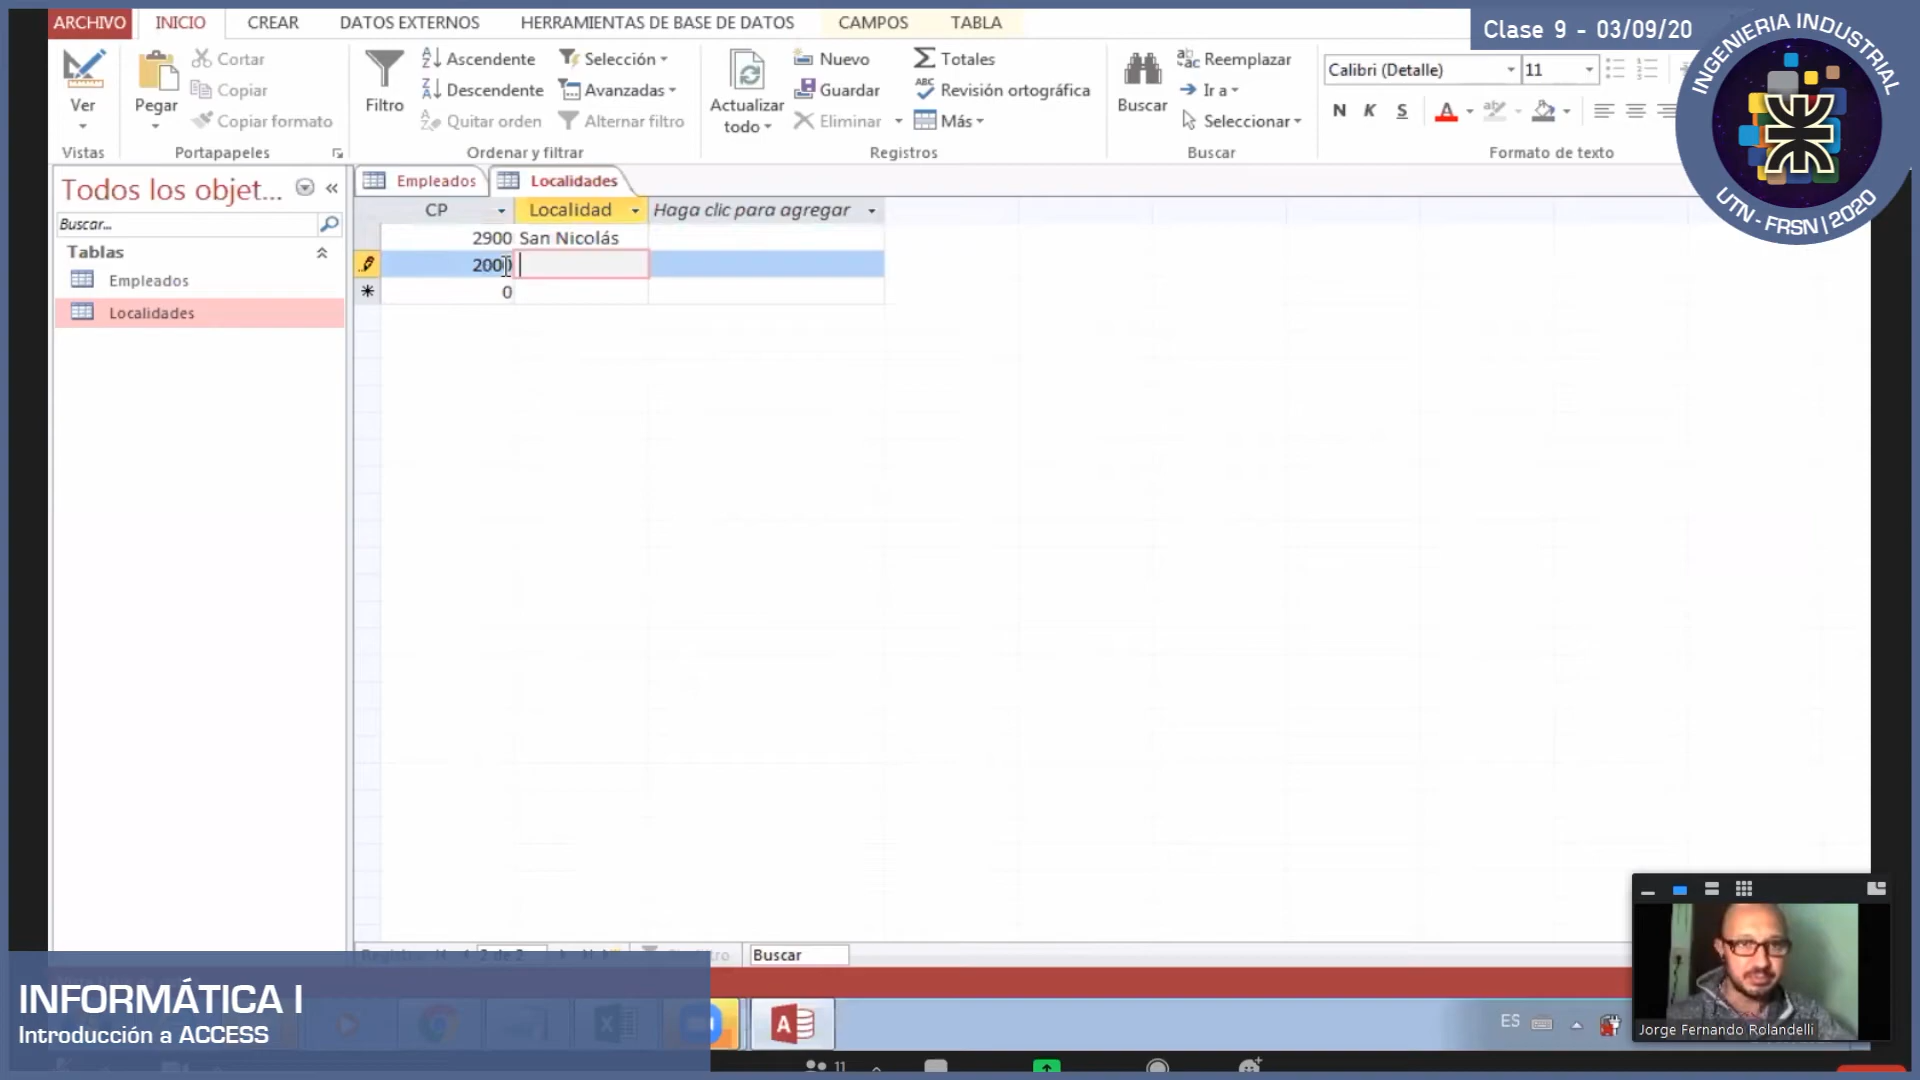 ARCHIVO INICIO CREAR DATOS EXTERNOS HERRAMIENTAS DE BASE DE DATOS CAMPOS TABLA
Clase 9 - 03/09/20
INGENIERIA INDUSTRIAL
UTN - FRSN | 2020
Ver
Vistas
Pegar
Cortar
Copiar
Copiar formato
Portapapeles
Filtro
Ascendente
Descendente
Quitar orden
Selección
Avanzadas
Alternar filtro
Ordenar y filtrar
Actualizar
todo
Nuevo
Guardar
Eliminar
Totales
Revisión ortográfica
Más
Registros
Buscar
Reemplazar
Ir a
Seleccionar
Buscar
Calibri (Detalle) 11
N K S A
Formato de texto
Todos los objet...
Buscar...
Tablas
Empleados
Localidades
Empleados Localidades
CP Localidad Haga clic para agregar
2900 San Nicolás
2000
0
2 de 2 Buscar
INFORMÁTICA I
Introducción a ACCESS
ES
Jorge Fernando Rolandelli
11